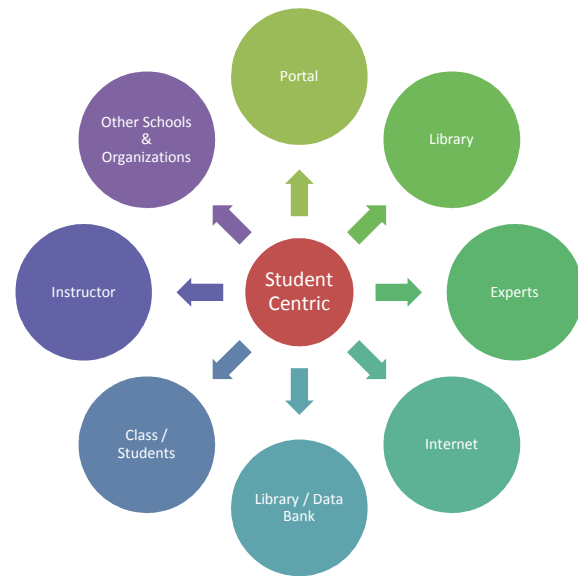 Portal
Other Schools
&
Organizations
Library
Student
Centric
Instructor
Experts
Class /
Students
Internet
Library / Data
Bank